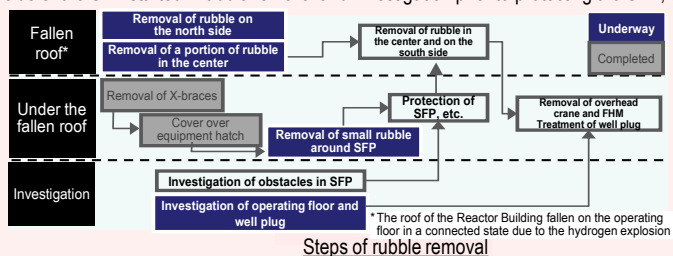 Fallen
roof*
Removal of rubble on
the north side
Removal of a portion of rubble
in the center
Removal of rubble in
the center and on the
south side
Underway
Completed
Under the
fallen roof
Removal of X-braces
Cover over
equipment hatch
Removal of small rubble
around SFP
Protection of
SFP, etc.
Removal of overhead
crane and FHM
Treatment of well plug
Investigation
Investigation of obstacles in SFP
Investigation of operating floor and
well plug
* The roof of the Reactor Building fallen on the operating
floor in a connected state due to the hydrogen explosion
Steps of rubble removal